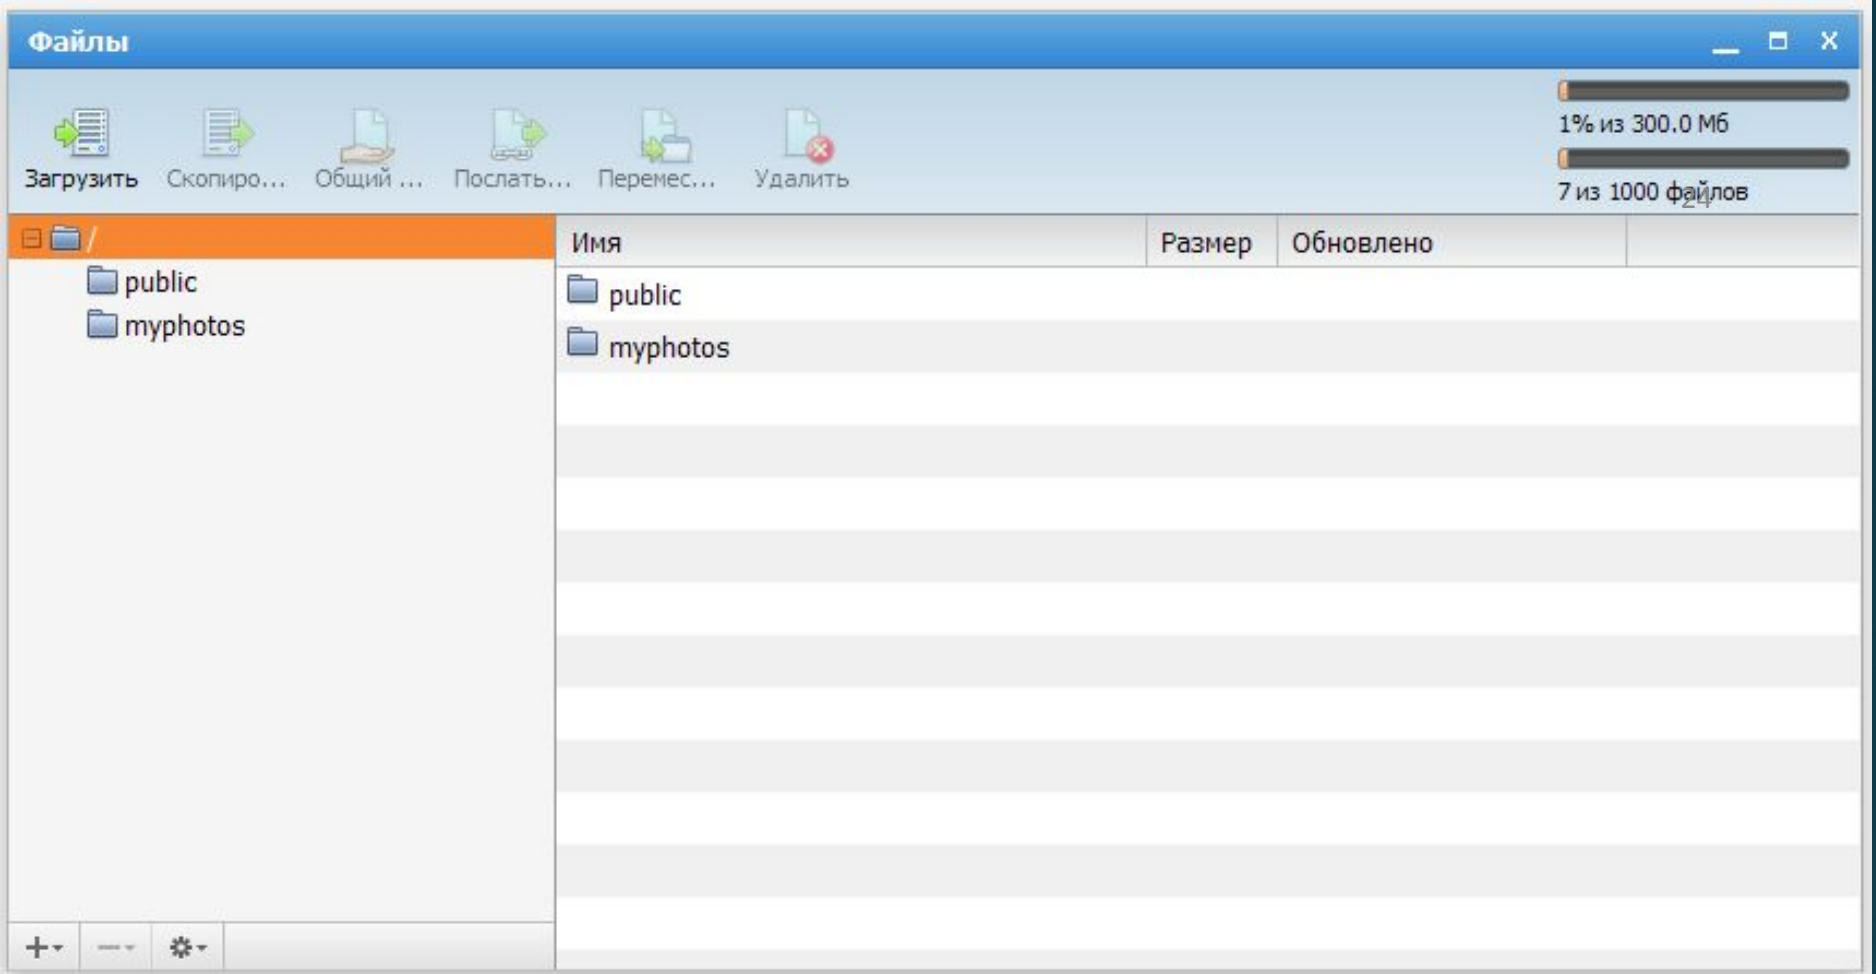 Файлы
Загрузить Скопиро... Общий ... Послать... Перемес... Удалить
1% из 300.0 Мб
7 из 1000 файлов
24
/
public
myphotos
Имя Размер Обновлено
public
myphotos